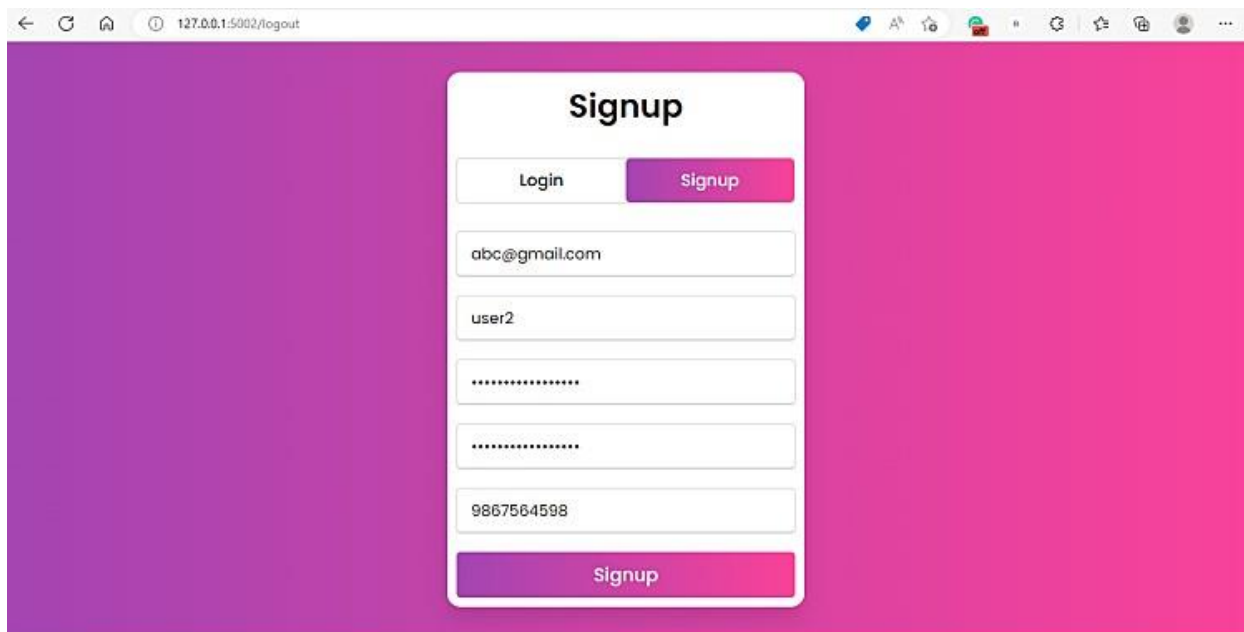 127.0.0.1:5002/logout
Signup
Login Signup
abc@gmail.com
user2
•••••••••••••••••
•••••••••••••••••
9867564598
Signup